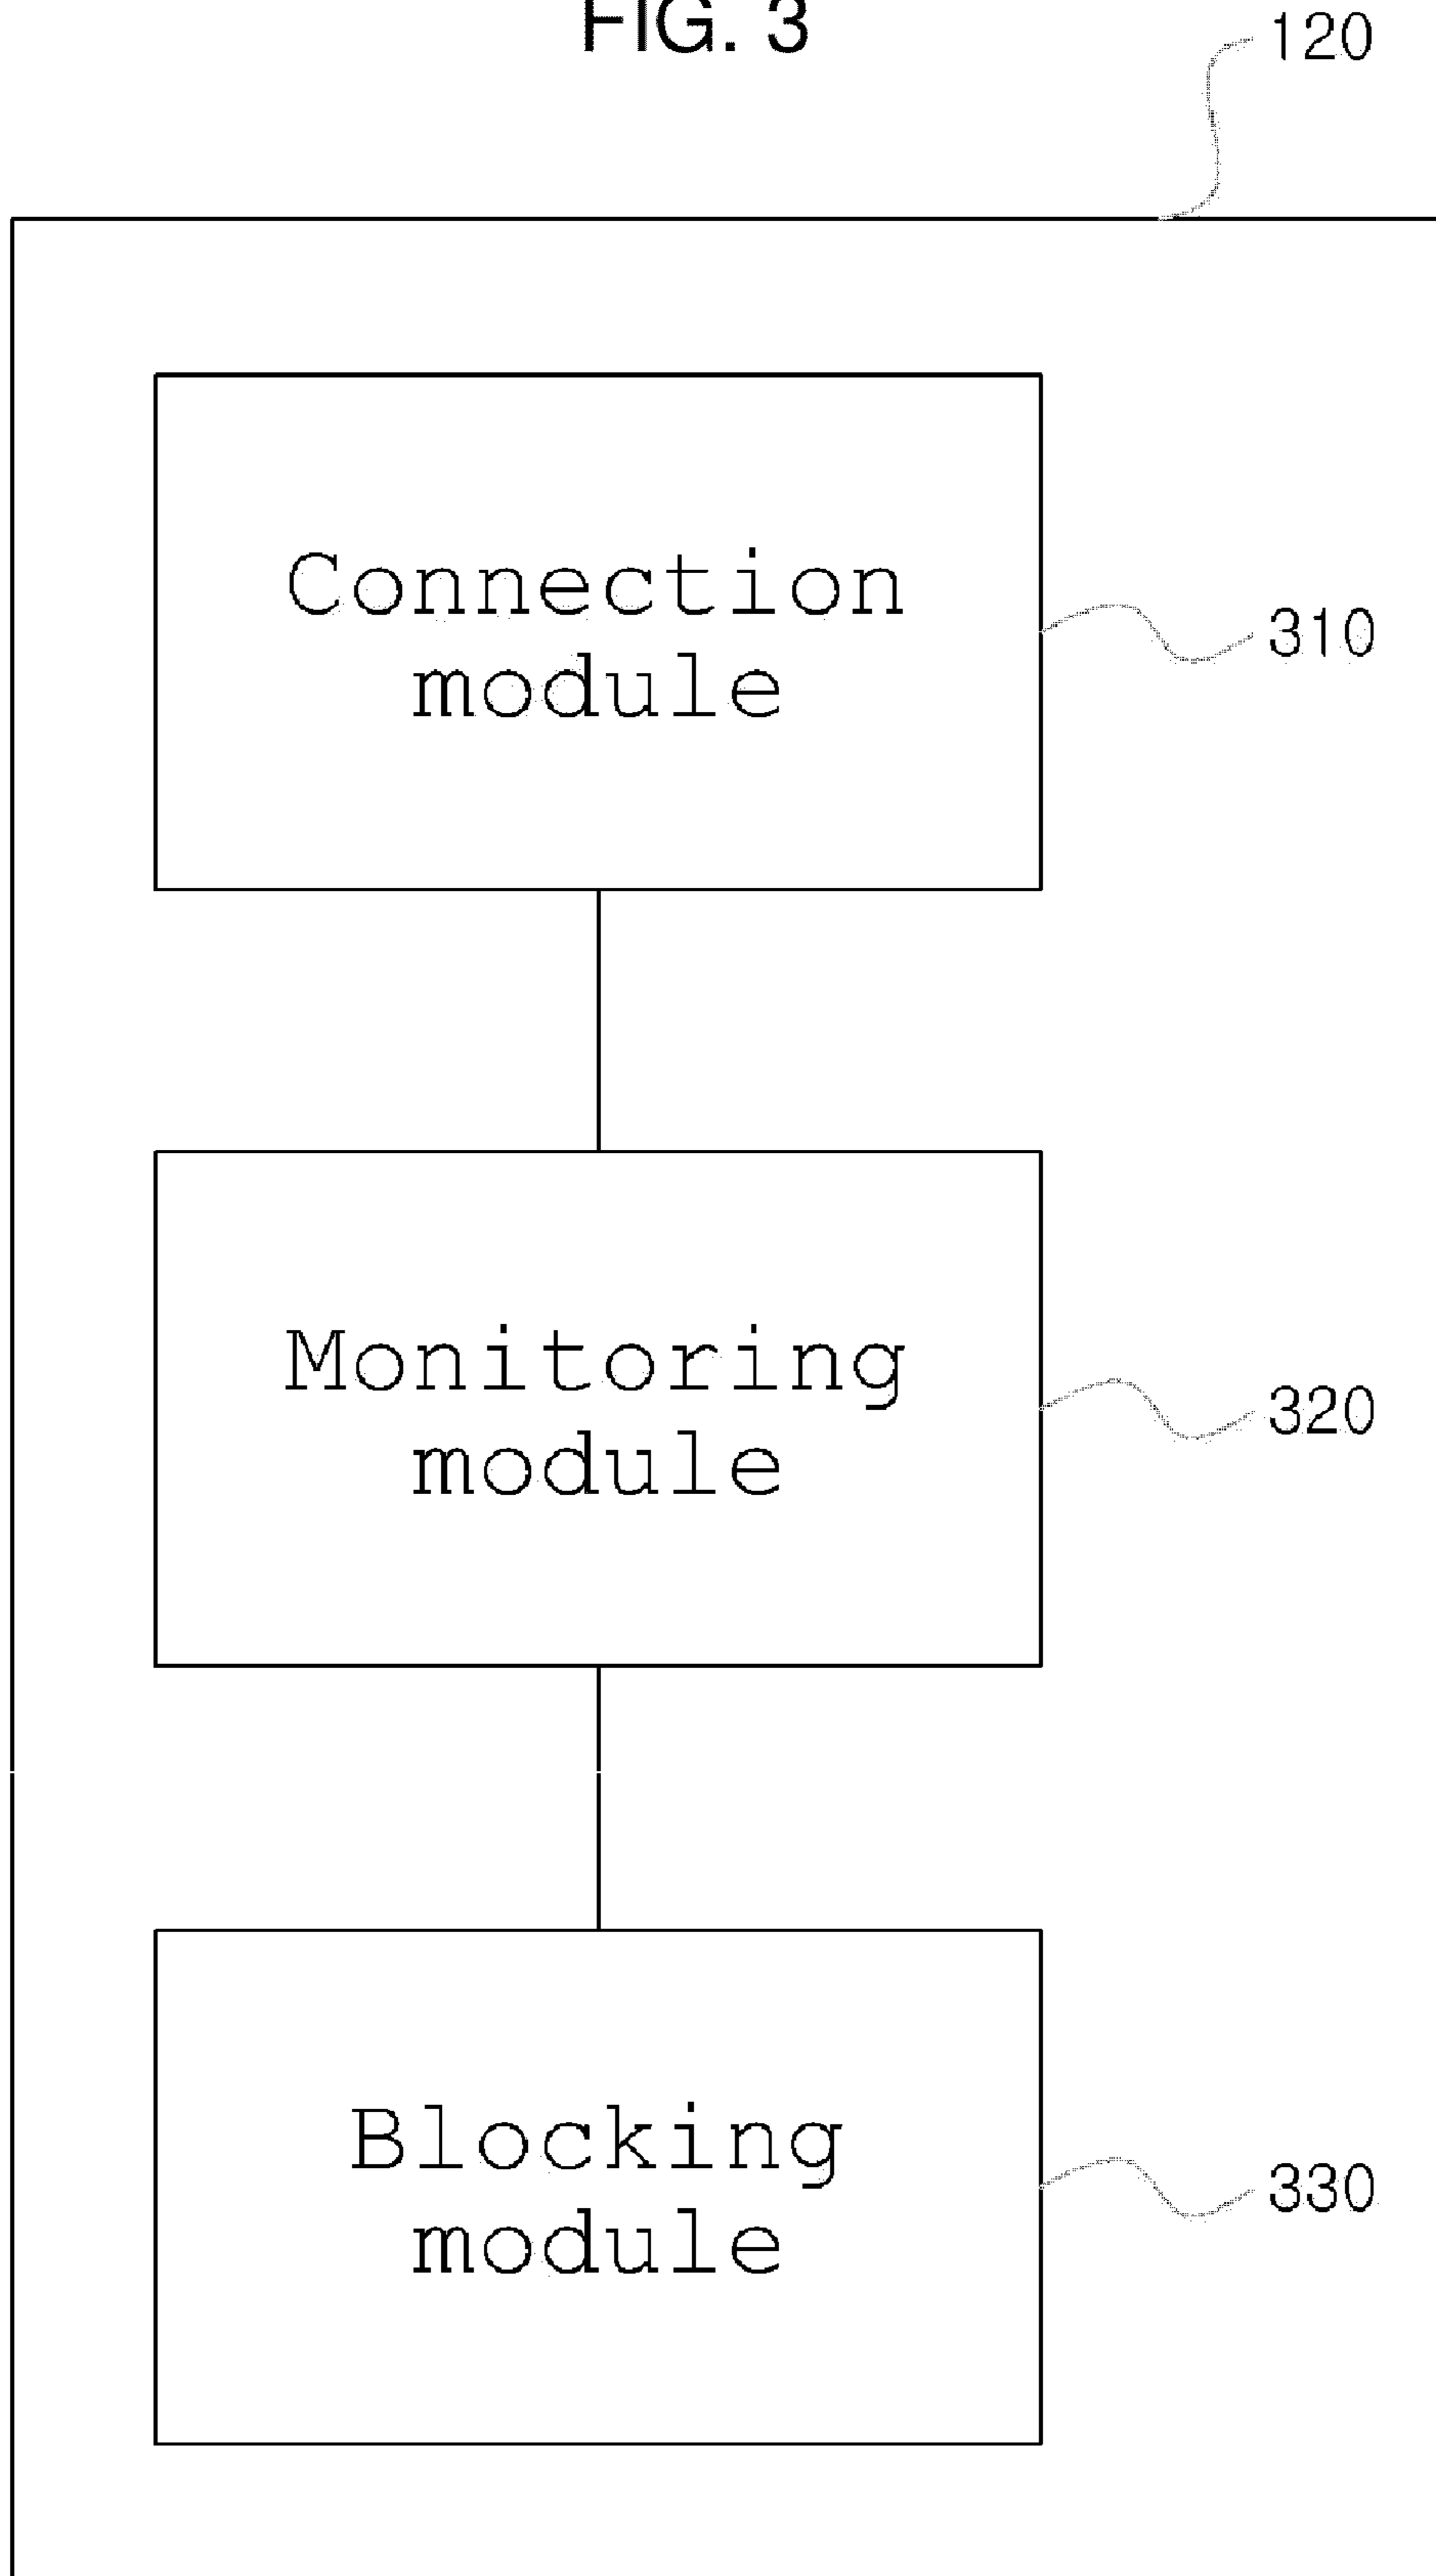 FIG. 3
120
Connection
module
310
Monitoring
module
320
Blocking
module
330